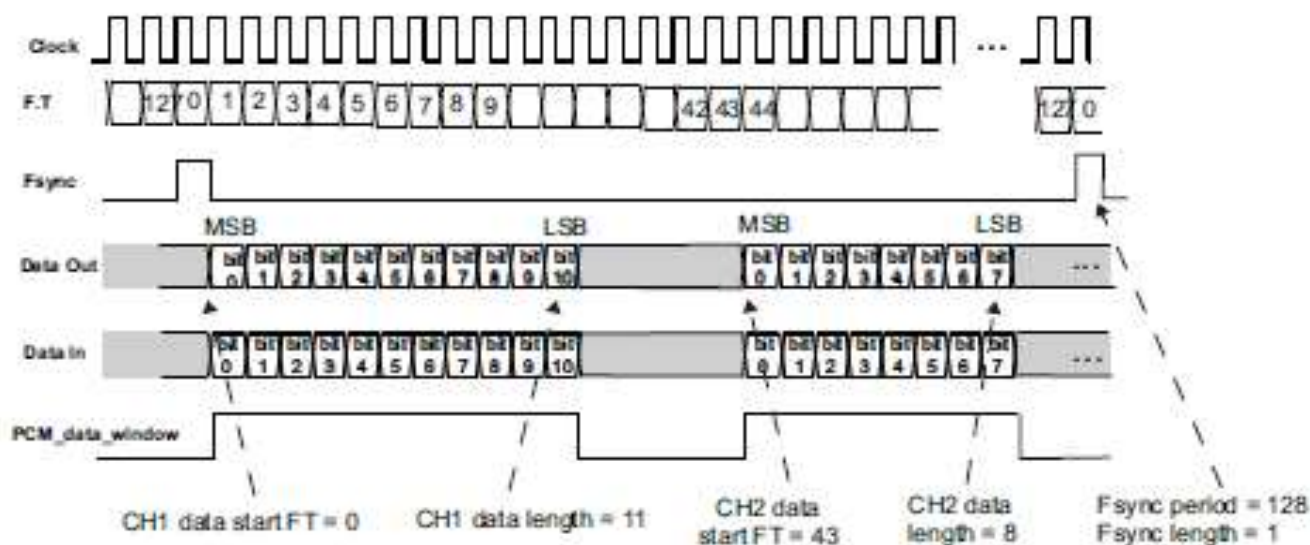 Clock ...
F.T 127 0 1 2 3 4 5 6 7 8 9 42 43 44 127 0
Fsync
MSB LSB MSB LSB
Data Out bit 0 bit 1 bit 2 bit 3 bit 4 bit 5 bit 6 bit 7 bit 8 bit 9 bit 10 bit 0 bit 1 bit 2 bit 3 bit 4 bit 5 bit 6 bit 7 ...
Data In bit 0 bit 1 bit 2 bit 3 bit 4 bit 5 bit 6 bit 7 bit 8 bit 9 bit 10 bit 0 bit 1 bit 2 bit 3 bit 4 bit 5 bit 6 bit 7 ...
PCM_data_window
CH1 data start FT = 0
CH1 data length = 11
CH2 data
start FT = 43
CH2 data
length = 8
Fsync period = 128
Fsync length = 1